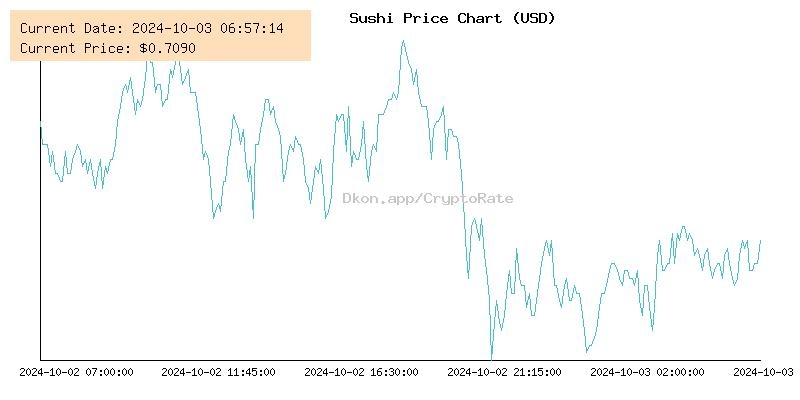 Sushi Price Chart (USD)
Current Date: 2024-10-03 06:57:14
Current Price: $0.7090
Dkon.app/CryptoRate
2024-10-02 07:00:00 2024-10-02 11:45:00 2024-10-02 16:30:00 2024-10-02 21:15:00 2024-10-03 02:00:00 2024-10-03